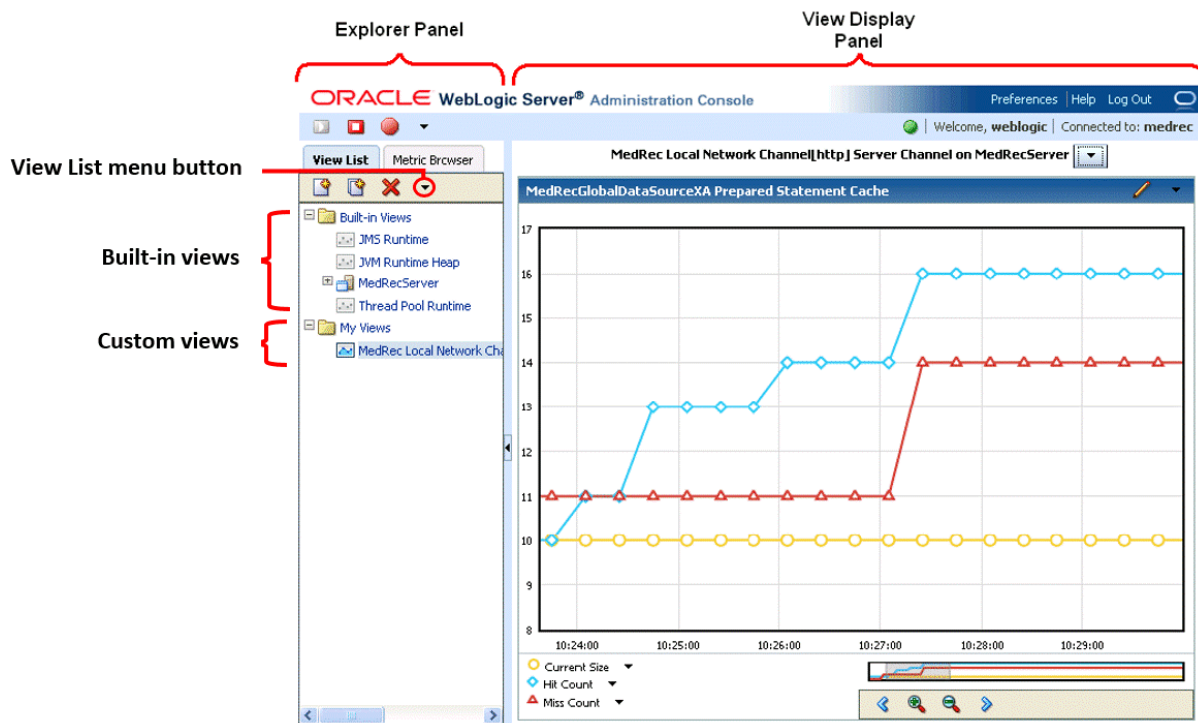 Explorer Panel
View Display
Panel
ORACLE WebLogic Server® Administration Console
Preferences | Help Log Out
Welcome, weblogic | Connected to: medrec
View List
Metric Browser
MedRec Local Network Channel[http] Server Channel on MedRecServer
View List menu button
MedRecGlobalDataSourceXA Prepared Statement Cache
Built-in Views
JMS Runtime
JVM Runtime Heap
MedRecServer
Thread Pool Runtime
Built-in views
My Views
MedRec Local Network Cha
Custom views
17
16
15
14
13
12
11
10
9
8
10:24:00
10:25:00
10:26:00
10:27:00
10:28:00
10:29:00
Current Size
Hit Count
Miss Count